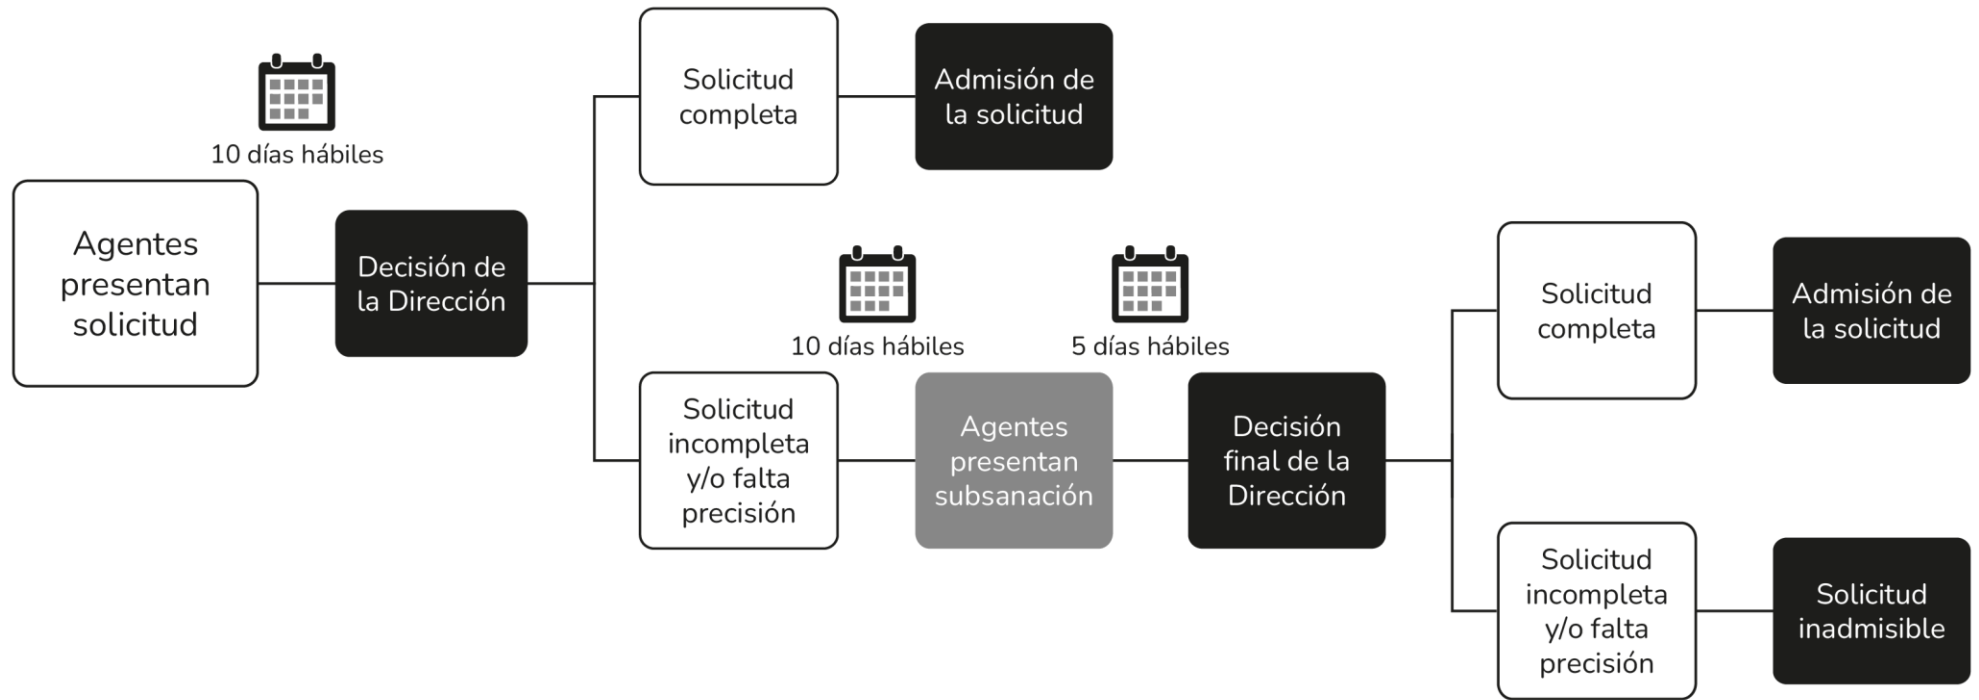 10 días hábiles
Agentes
presentan
solicitud
Decisión de
la Dirección
Solicitud
completa
Admisión de
la solicitud
Solicitud
incompleta
y/o falta
precisión
10 días hábiles
Agentes
presentan
subsanación
5 días hábiles
Decisión
final de la
Dirección
Solicitud
completa
Admisión de
la solicitud
Solicitud
incompleta
y/o falta
precisión
Solicitud
inadmisible